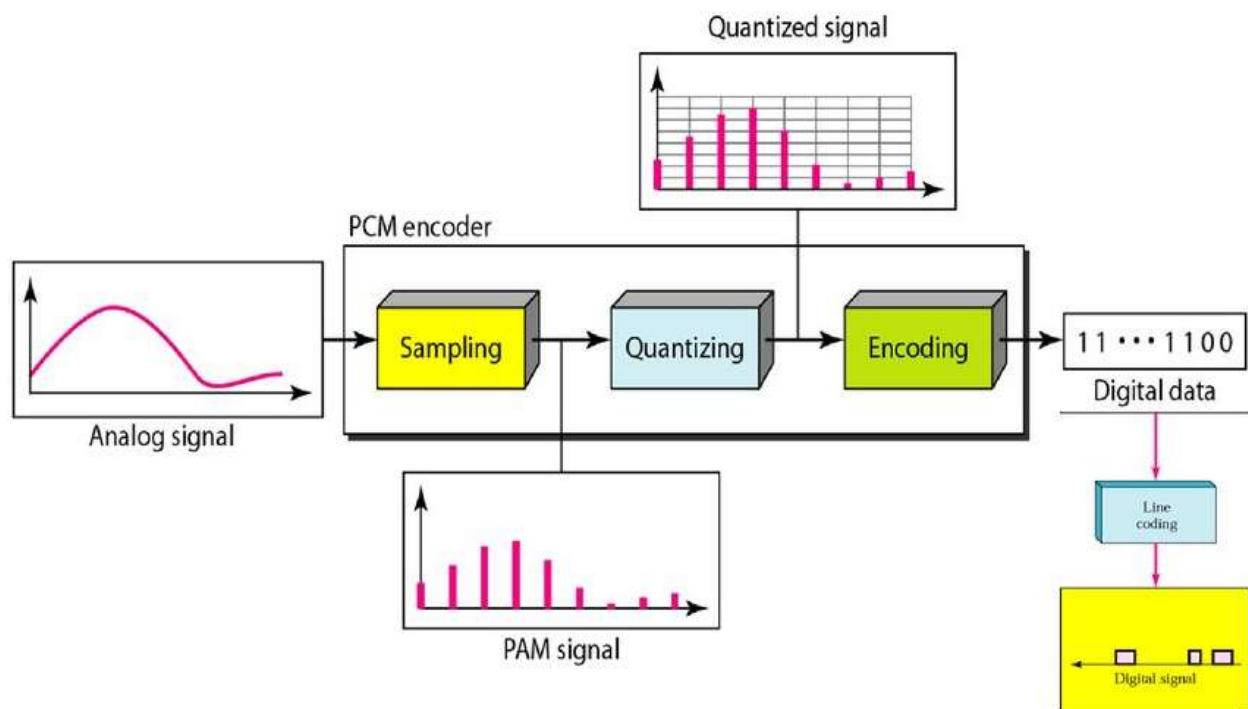 Quantized signal
PCM encoder
Sampling
Quantizing
Encoding
11 ••• 1100
Digital data
Analog signal
PAM signal
Line
coding
Digital signal